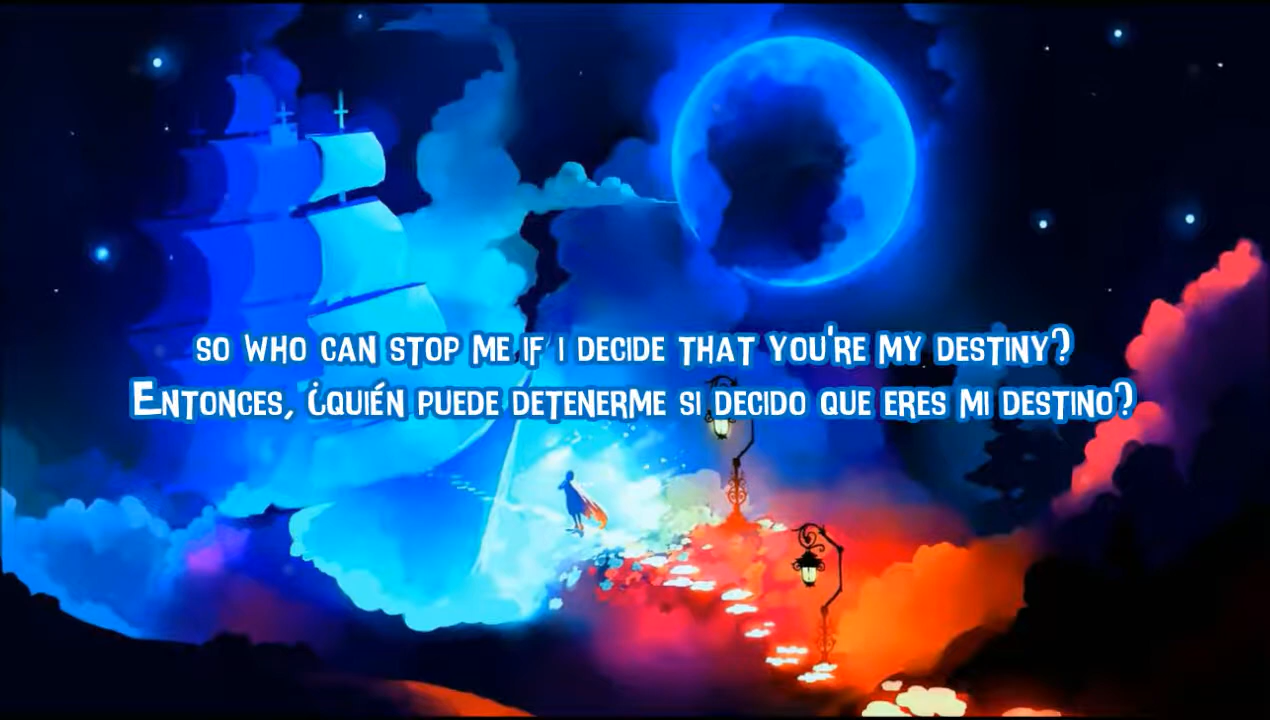 SO WHO CAN STOP ME IF I DECIDE THAT YOU'RE MY DESTINY?
ENTONCES, ¿QUIÉN PUEDE DETENERME SI DECIDO QUE ERES MI DESTINO?